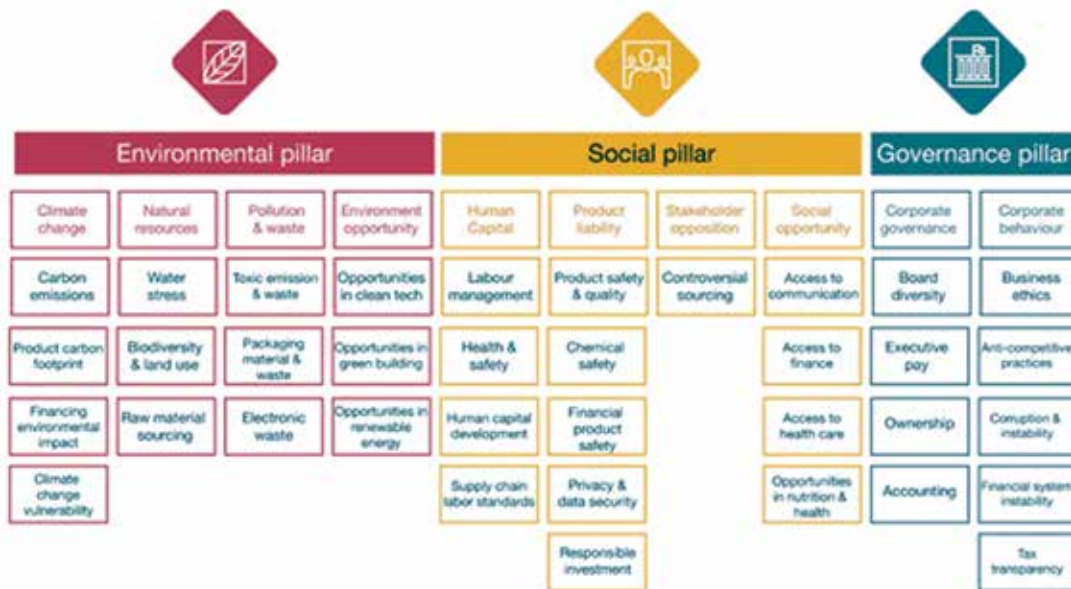 Environmental pillar
Social pillar
Governance pillar
Climate
change
Natural
resources
Pollution
& waste
Environment
opportunity
Human
Capital
Product
liability
Stakeholder
opposition
Social
opportunity
Corporate
governance
Corporate
behaviour
Carbon
emissions
Water
stress
Toxic emission
& waste
Opportunities
in clean tech
Labour
management
Product safety
& quality
Controversial
sourcing
Access to
communication
Board
diversity
Business
ethics
Product carbon
footprint
Biodiversity
& land use
Packaging
material &
waste
Opportunities in
green building
Health &
safety
Chemical
safety
Access to
finance
Executive
pay
Anti-competitive
practices
Financing
environmental
impact
Raw material
sourcing
Electronic
waste
Opportunities in
renewable
energy
Human capital
development
Financial
product
safety
Access to
health care
Ownership
Corruption &
instability
Climate
change
vulnerability
Supply chain
labor standards
Privacy &
data security
Opportunities
in nutrition &
health
Accounting
Financial system
instability
Responsible
investment
Tax
transparency